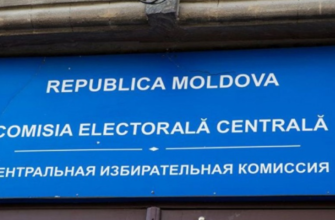 REPUBLICA MOLDOVA
COMISIA ELECTORALĂ CENTRALĂ
ЕНТРАЛЬНАЯ ИЗБИРАТЕЛЬНАЯ КОМИССИЯ